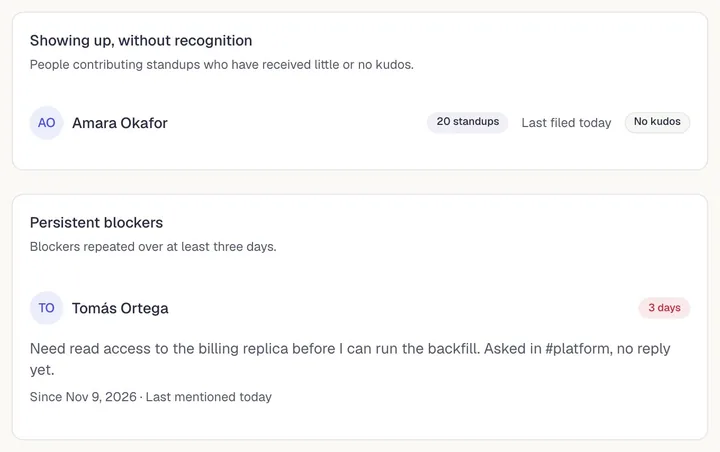 Showing up, without recognition
People contributing standups who have received little or no kudos.
AO Amara Okafor 20 standups Last filed today No kudos
Persistent blockers
Blockers repeated over at least three days.
TO Tomás Ortega 3 days
Need read access to the billing replica before I can run the backfill. Asked in #platform, no reply
yet.
Since Nov 9, 2026 · Last mentioned today